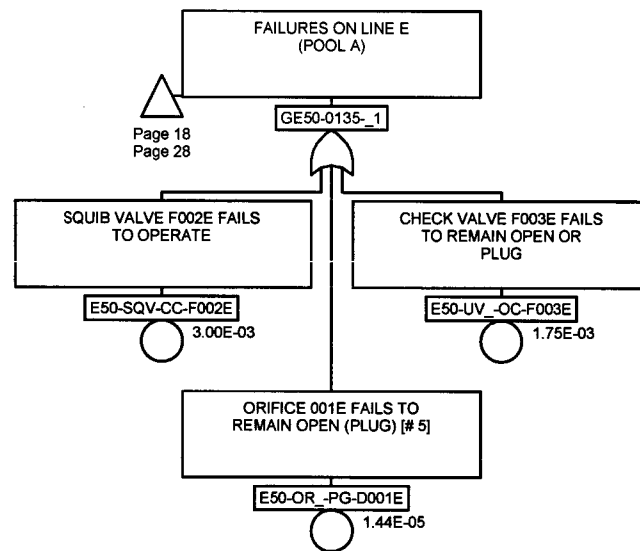 FAILURES ON LINE E
(POOL A)
GE50-0135-_1
Page 18
Page 28
SQUIB VALVE F002E FAILS
TO OPERATE
E50-SQV-CC-F002E
3.00E-03
CHECK VALVE F003E FAILS
TO REMAIN OPEN OR
PLUG
E50-UV_-OC-F003E
1.75E-03
ORIFICE 001E FAILS TO
REMAIN OPEN (PLUG) [# 5]
E50-OR_-PG-D001E
1.44E-05